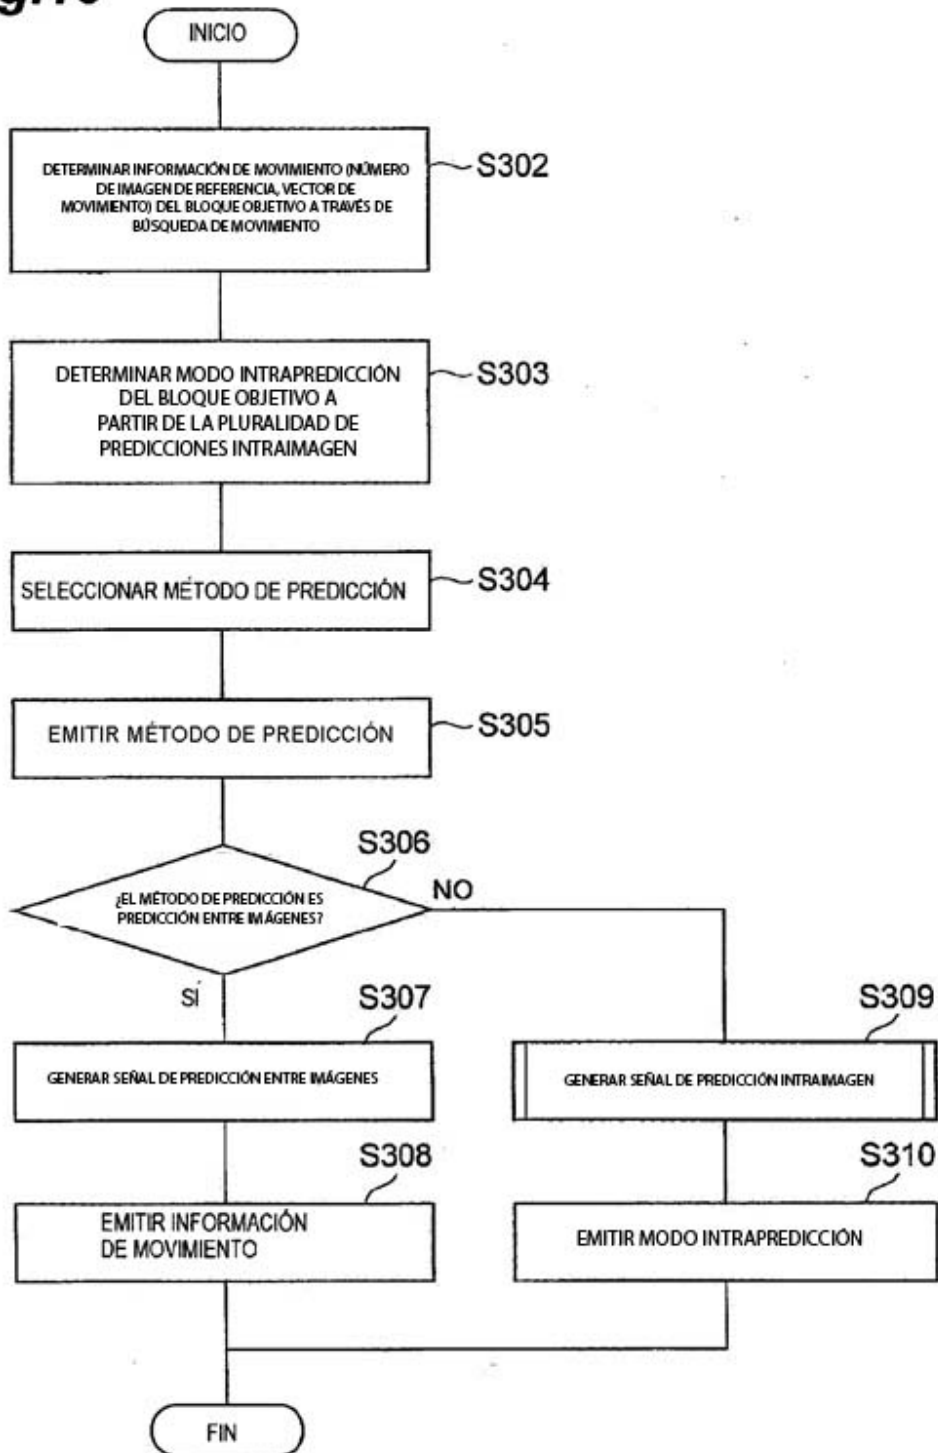 INICIO
DETERMINAR INFORMACIÓN DE MOVIMIENTO (NÚMERO
DE IMAGEN DE REFERENCIA, VECTOR DE
MOVIMIENTO) DEL BLOQUE OBJETIVO A TRAVÉS DE
BÚSQUEDA DE MOVIMIENTO
S302
DETERMINAR MODO INTRAPREDICCIÓN
DEL BLOQUE OBJETIVO A
PARTIR DE LA PLURALIDAD DE
PREDICCIONES INTRAIMAGEN
S303
SELECCIONAR MÉTODO DE PREDICCIÓN
S304
EMITIR MÉTODO DE PREDICCIÓN
S305
S306
¿EL MÉTODO DE PREDICCIÓN ES
PREDICCIÓN ENTRE IMÁGENES?
NO
SÍ
S307
GENERAR SEÑAL DE PREDICCIÓN ENTRE IMÁGENES
S309
GENERAR SEÑAL DE PREDICCIÓN INTRAIMAGEN
S308
EMITIR INFORMACIÓN
DE MOVIMIENTO
S310
EMITIR MODO INTRAPREDICCIÓN
FIN